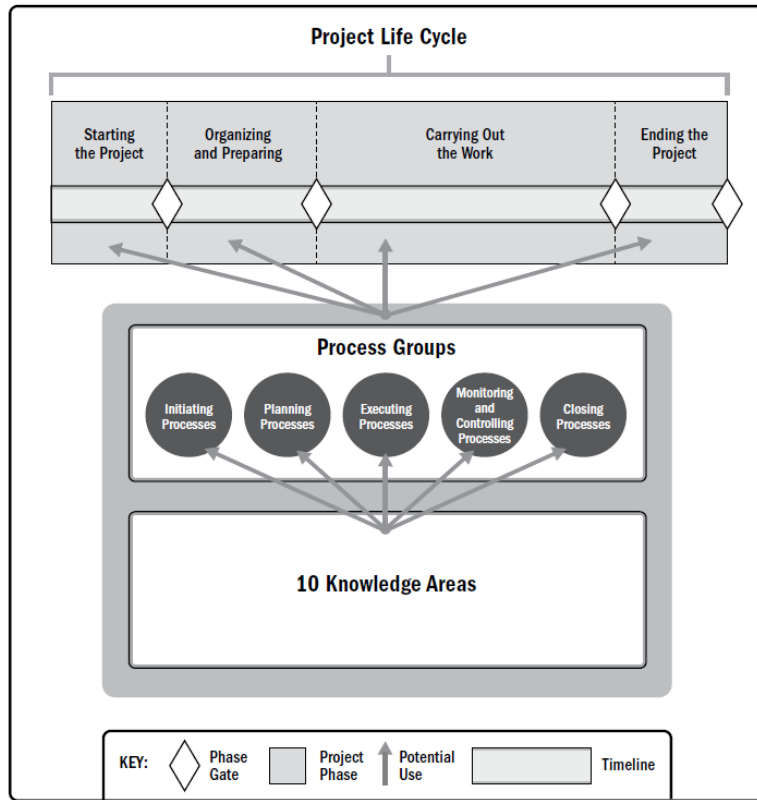 Project Life Cycle
Starting
the Project
Organizing
and Preparing
Carrying Out
the Work
Ending the
Project
Process Groups
Initiating
Processes
Planning
Processes
Executing
Processes
Monitoring
and
Controlling
Processes
Closing
Processes
10 Knowledge Areas
KEY:
Phase
Gate
Project
Phase
Potential
Use
Timeline